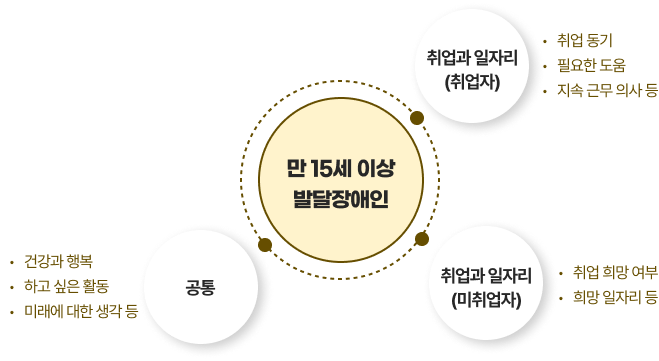 취업과 일자리
(취업자)
• 취업 동기
• 필요한 도움
• 지속 근무 의사 등
만 15세 이상
발달장애인
공통
• 건강과 행복
• 하고 싶은 활동
• 미래에 대한 생각 등
취업과 일자리
(미취업자)
• 취업 희망 여부
• 희망 일자리 등